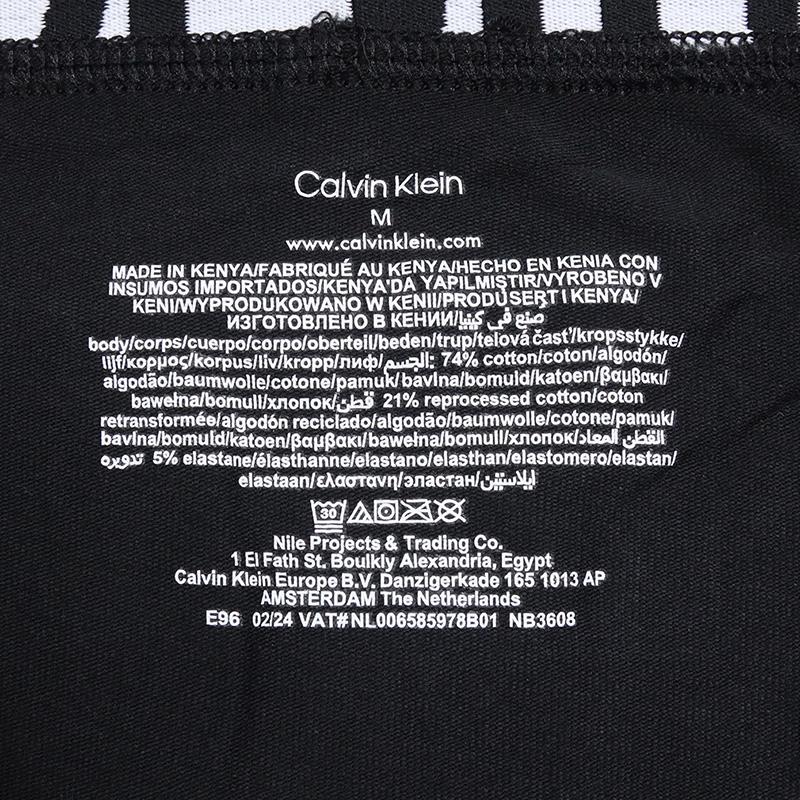 Calvin Klein
M
www.calvinklein.com
MADE IN KENYA/FABRIQUÉ AU KENYA/HECHO EN KENIA CON
INSUMOS IMPORTADOS/KENYA'DA YAPILMIŞTIR/VYROBENO V
KENI/WYPRODUKOWANO W KENII/PRODUSERT I KENYA/
ИЗГОТОВЛЕНО В КЕНИИ/صنع في كينيا
body/corps/cuerpo/corpo/oberteil/beden/trup/telová časť/kropsstykke/
lijf/κορμος/korpus/liv/kropp/лиф/الجسم: 74% cotton/coton/algodón/
algodão/baumwolle/cotone/pamuk/bavlna/bomuld/katoen/βαμβακι/
bawełna/bomull/хлопок/قطن 21% reprocessed cotton/coton
retransformée/algodón reciclado/algodão/baumwolle/cotone/pamuk/
bavlna/bomuld/katoen/βαμβακι/bawełna/bomull/хлопок/القطن المعاد
تدويره 5% elastane/élasthanne/elastano/elasthan/elastomero/elastan/
elastaan/ελαστανη/эластан/ايلاستين
30
Nile Projects & Trading Co.
1 El Fath St. Boulkly Alexandria, Egypt
Calvin Klein Europe B.V. Danzigerkade 165 1013 AP
AMSTERDAM The Netherlands
E96 02/24 VAT#NL006585978B01 NB3608